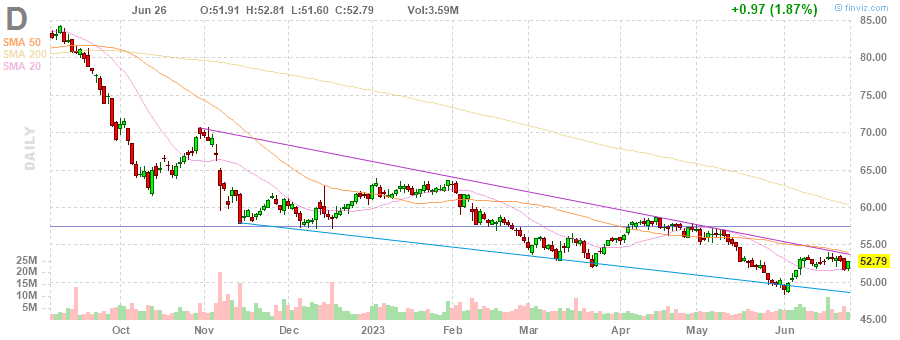 D
Jun 26 O:51.91 H:52.81 L:51.60 C:52.79 Vol:3.59M
+0.97 (1.87%)
@ finviz.com
SMA 50
SMA 200
SMA 20
DAILY
85.00
80.00
75.00
70.00
65.00
60.00
55.00
52.79
50.00
45.00
25M
20M
15M
10M
5M
Oct Nov Dec 2023 Feb Mar Apr May Jun